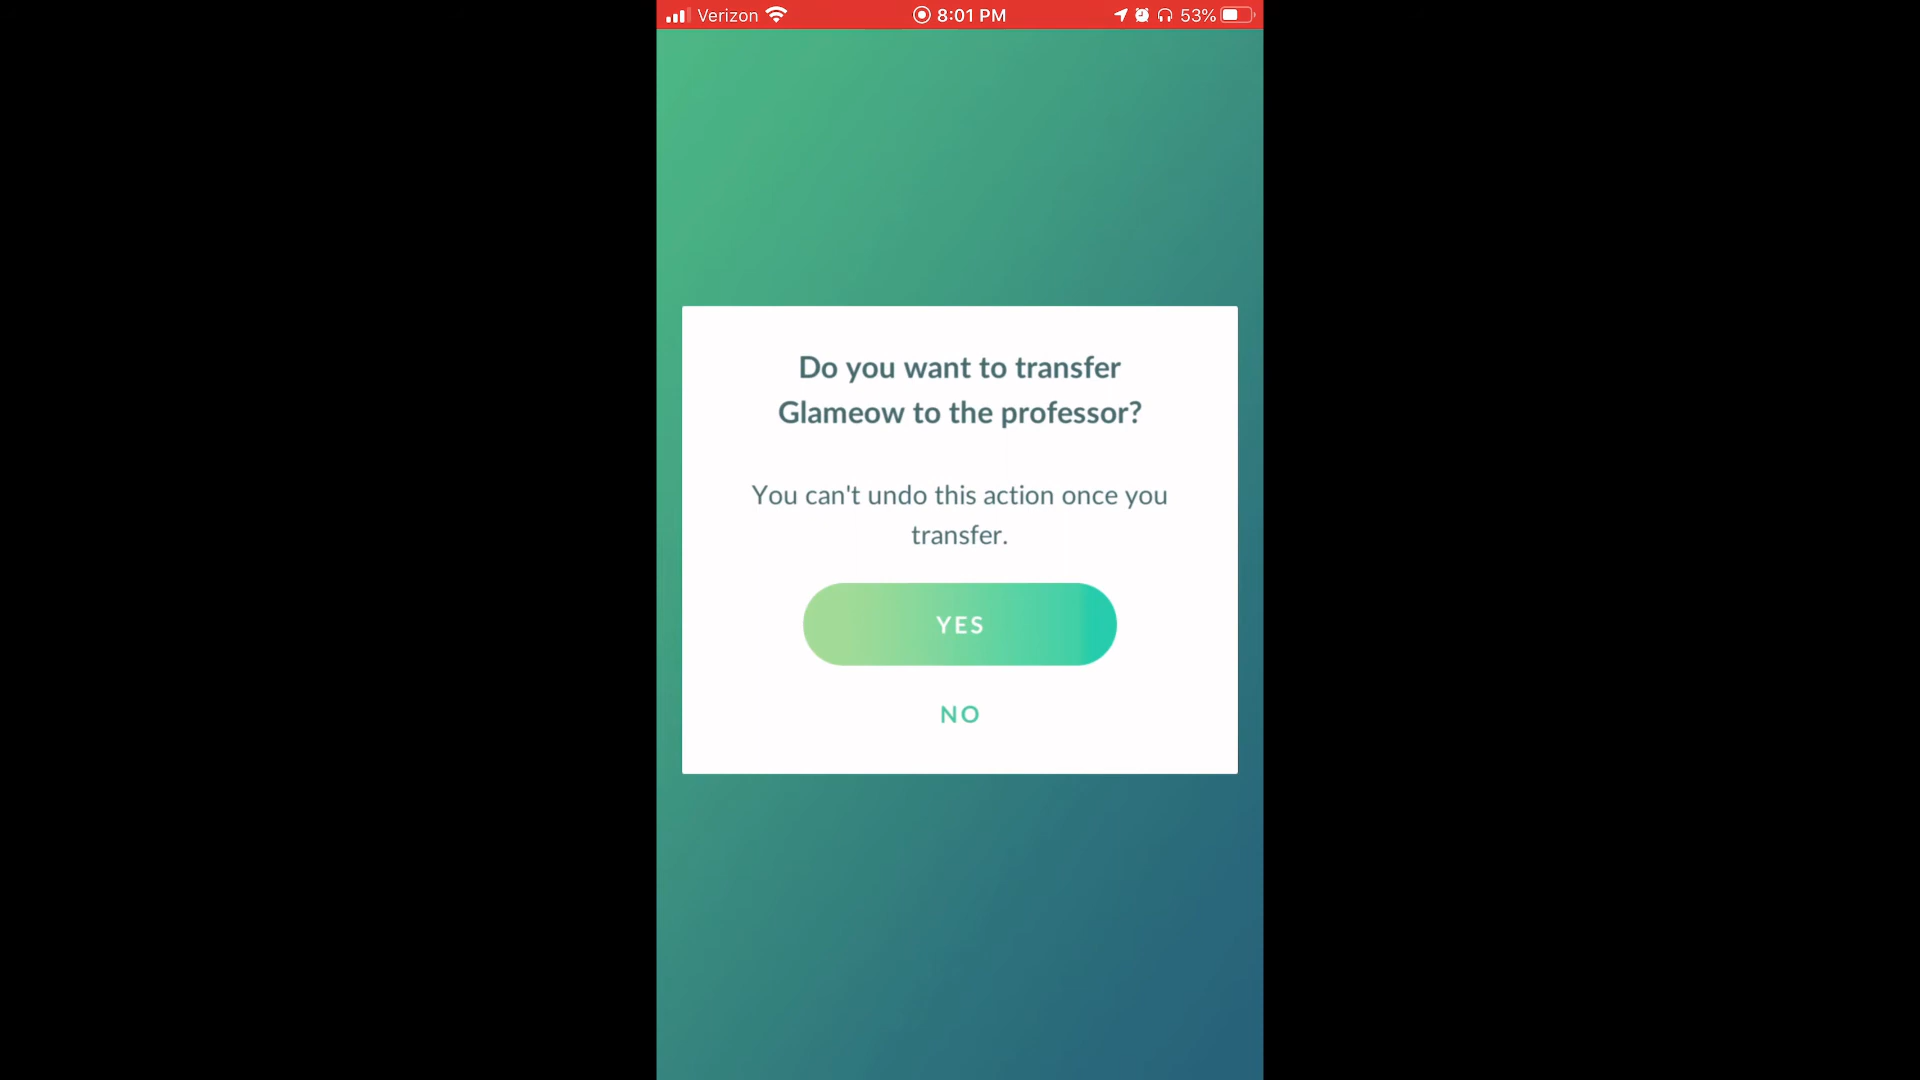 Verizon 8:01 PM 53%
Do you want to transfer
Glameow to the professor?
You can't undo this action once you
transfer.
YES
NO